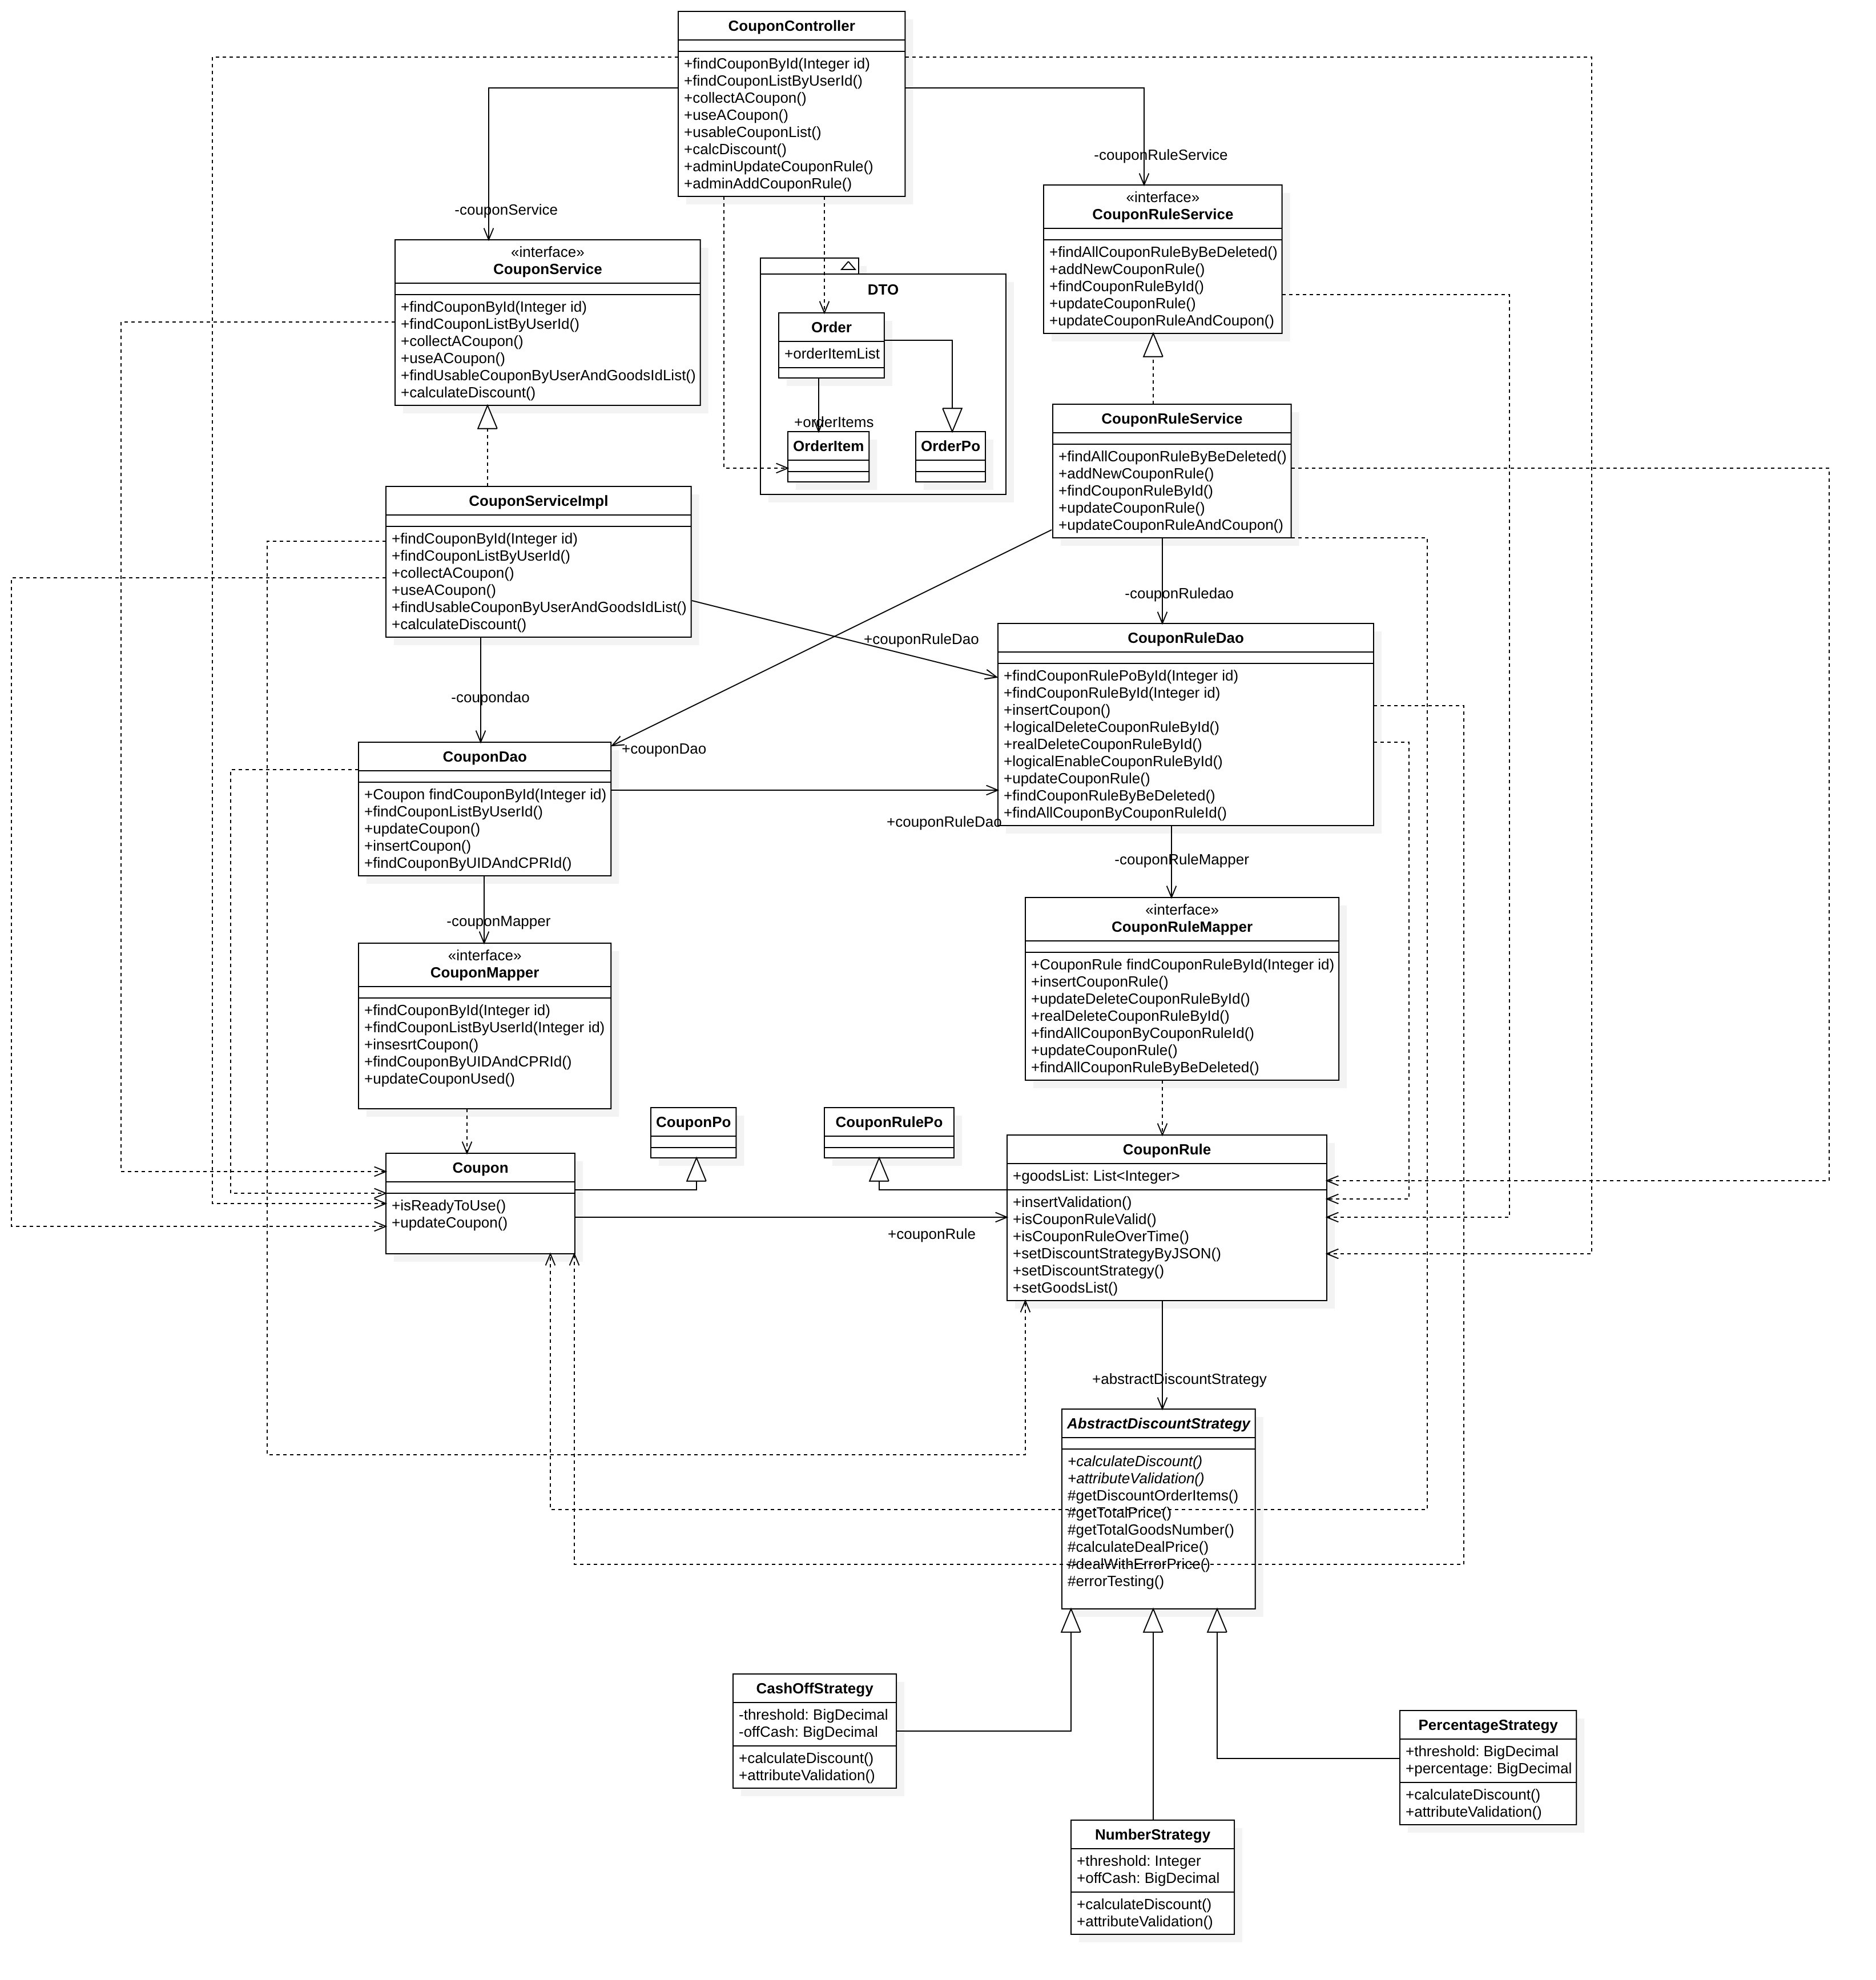 CouponController
+findCouponById(Integer id)
+findCouponListByUserId()
+collectACoupon()
+useACoupon()
+usableCouponList()
+calcDiscount()
+adminUpdateCouponRule()
+adminAddCouponRule()
-couponService
-couponRuleService
«interface»
CouponService
+findCouponById(Integer id)
+findCouponListByUserId()
+collectACoupon()
+useACoupon()
+findUsableCouponByUserAndGoodsIdList()
+calculateDiscount()
DTO
Order
+orderItemList
+orderItems
OrderItem
OrderPo
«interface»
CouponRuleService
+findAllCouponRuleByBeDeleted()
+addNewCouponRule()
+findCouponRuleById()
+updateCouponRule()
+updateCouponRuleAndCoupon()
CouponServiceImpl
+findCouponById(Integer id)
+findCouponListByUserId()
+collectACoupon()
+useACoupon()
+findUsableCouponByUserAndGoodsIdList()
+calculateDiscount()
CouponRuleService
+findAllCouponRuleByBeDeleted()
+addNewCouponRule()
+findCouponRuleById()
+updateCouponRule()
+updateCouponRuleAndCoupon()
-couponRuledao
+couponRuleDao
-coupondao
+couponDao
+couponRuleDao
CouponRuleDao
+findCouponRulePoById(Integer id)
+findCouponRuleById(Integer id)
+insertCoupon()
+logicalDeleteCouponRuleById()
+realDeleteCouponRuleById()
+logicalEnableCouponRuleById()
+updateCouponRule()
+findCouponRuleByBeDeleted()
+findAllCouponByCouponRuleId()
CouponDao
+Coupon findCouponById(Integer id)
+findCouponListByUserId()
+updateCoupon()
+insertCoupon()
+findCouponByUIDAndCPRId()
-couponRuleMapper
-couponMapper
«interface»
CouponMapper
+findCouponById(Integer id)
+findCouponListByUserId(Integer id)
+insesrtCoupon()
+findCouponByUIDAndCPRId()
+updateCouponUsed()
«interface»
CouponRuleMapper
+CouponRule findCouponRuleById(Integer id)
+insertCouponRule()
+updateDeleteCouponRuleById()
+realDeleteCouponRuleById()
+findAllCouponByCouponRuleId()
+updateCouponRule()
+findAllCouponRuleByBeDeleted()
CouponPo
CouponRulePo
Coupon
+isReadyToUse()
+updateCoupon()
+couponRule
CouponRule
+goodsList: List<Integer>
+insertValidation()
+isCouponRuleValid()
+isCouponRuleOverTime()
+setDiscountStrategyByJSON()
+setDiscountStrategy()
+setGoodsList()
+abstractDiscountStrategy
AbstractDiscountStrategy
+calculateDiscount()
+attributeValidation()
#getDiscountOrderItems()
#getTotalPrice()
#getTotalGoodsNumber()
#calculateDealPrice()
#dealWithErrorPrice()
#errorTesting()
CashOffStrategy
-threshold: BigDecimal
-offCash: BigDecimal
+calculateDiscount()
+attributeValidation()
PercentageStrategy
+threshold: BigDecimal
+percentage: BigDecimal
+calculateDiscount()
+attributeValidation()
NumberStrategy
+threshold: Integer
+offCash: BigDecimal
+calculateDiscount()
+attributeValidation()